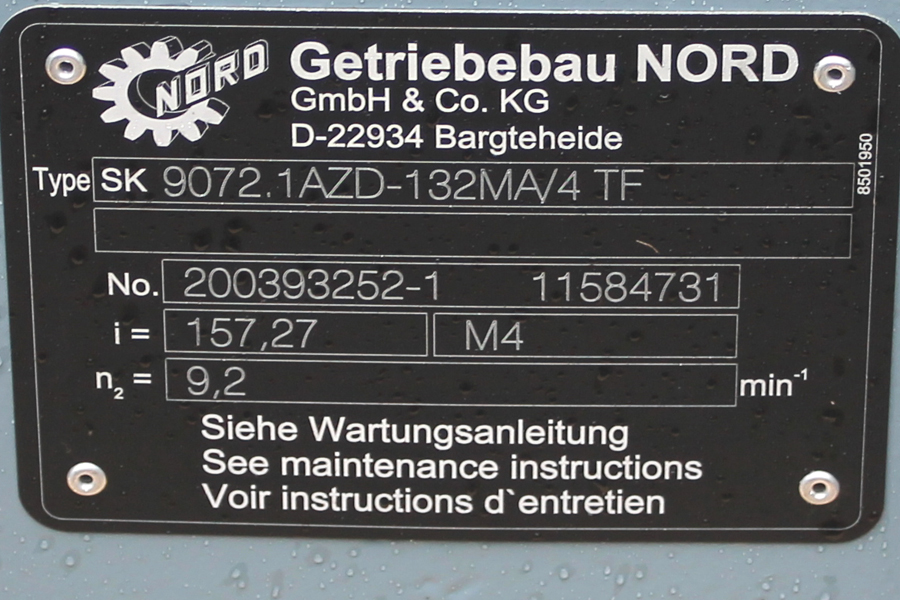 NORD
Getriebebau NORD
GmbH & Co. KG
D-22934 Bargteheide
Type SK 9072.1AZD-132MA/4 TF
8501950
No. 200393252-1 11584731
i = 157,27 M4
n₂ = 9,2 min⁻¹
Siehe Wartungsanleitung
See maintenance instructions
Voir instructions d`entretien